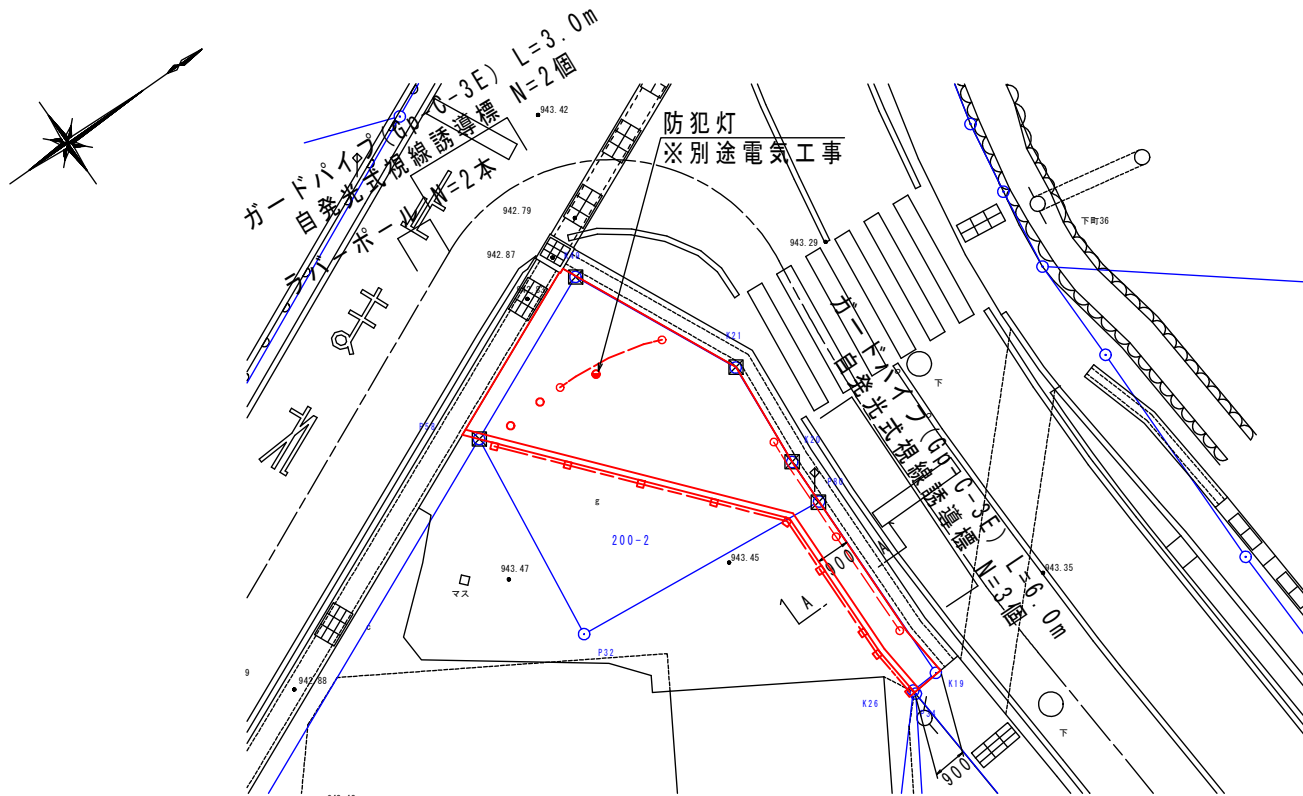 ガードパイプ(Gp-C-3E) L=3.0m
自発光式視線誘導標 N=2個
ラバーポール N=2本
防犯灯
※別途電気工事
943.42
942.79
942.87
943.29
下町36
K21
K20
P80
下
ガードパイプ(Gp-C-3E) L=6.0m
自発光式視線誘導標 N=3個
g
200-2
943.45
943.47
マス
900
A
1 A
943.35
P32
c
942.88
9
K19
K26
下
900